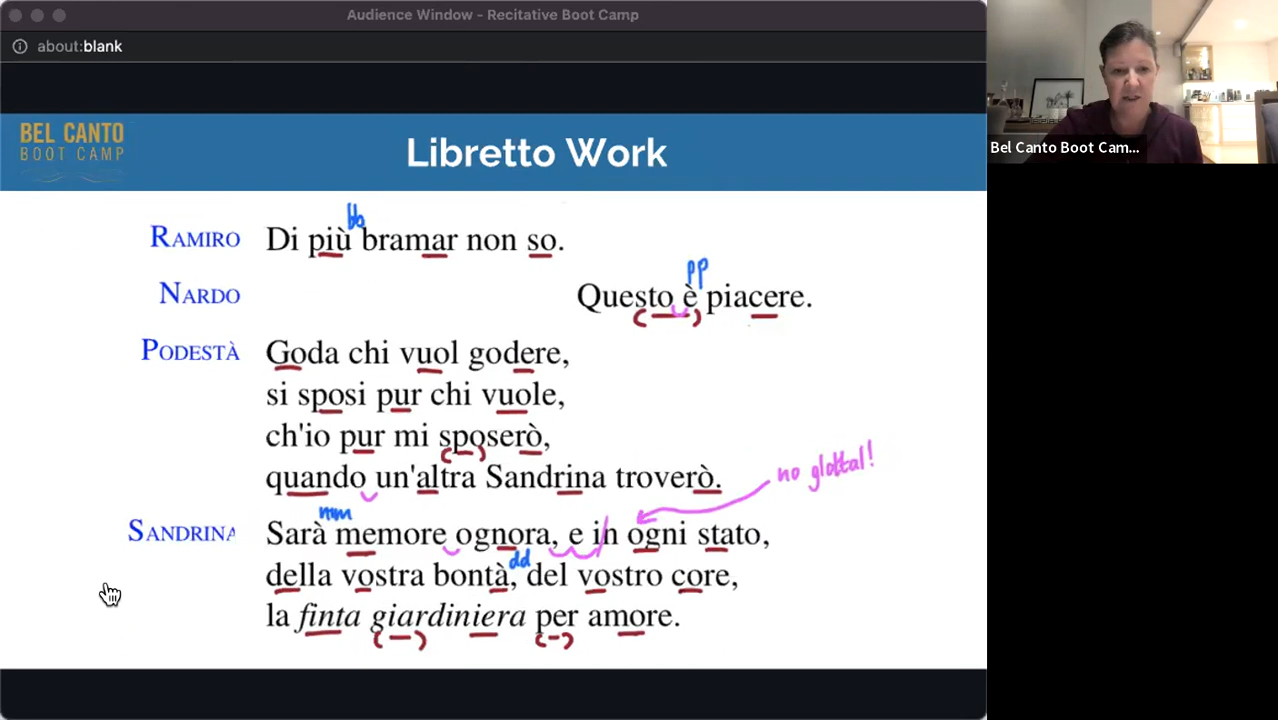 Audience Window - Recitative Boot Camp
about:blank
BEL CANTO
BOOT CAMP
Libretto Work
Bel Canto Boot Cam...
bb
RAMIRO Di più bramar non so.
pp
NARDO Questo è piacere.
PODESTÀ Goda chi vuol godere,
si sposi pur chi vuole,
ch'io pur mi sposerò,
no glottal!
quando un'altra Sandrina troverò.
mm
SANDRINA Sarà memore ognora, e in ogni stato,
dd
della vostra bontà, del vostro core,
la finta giardiniera per amore.